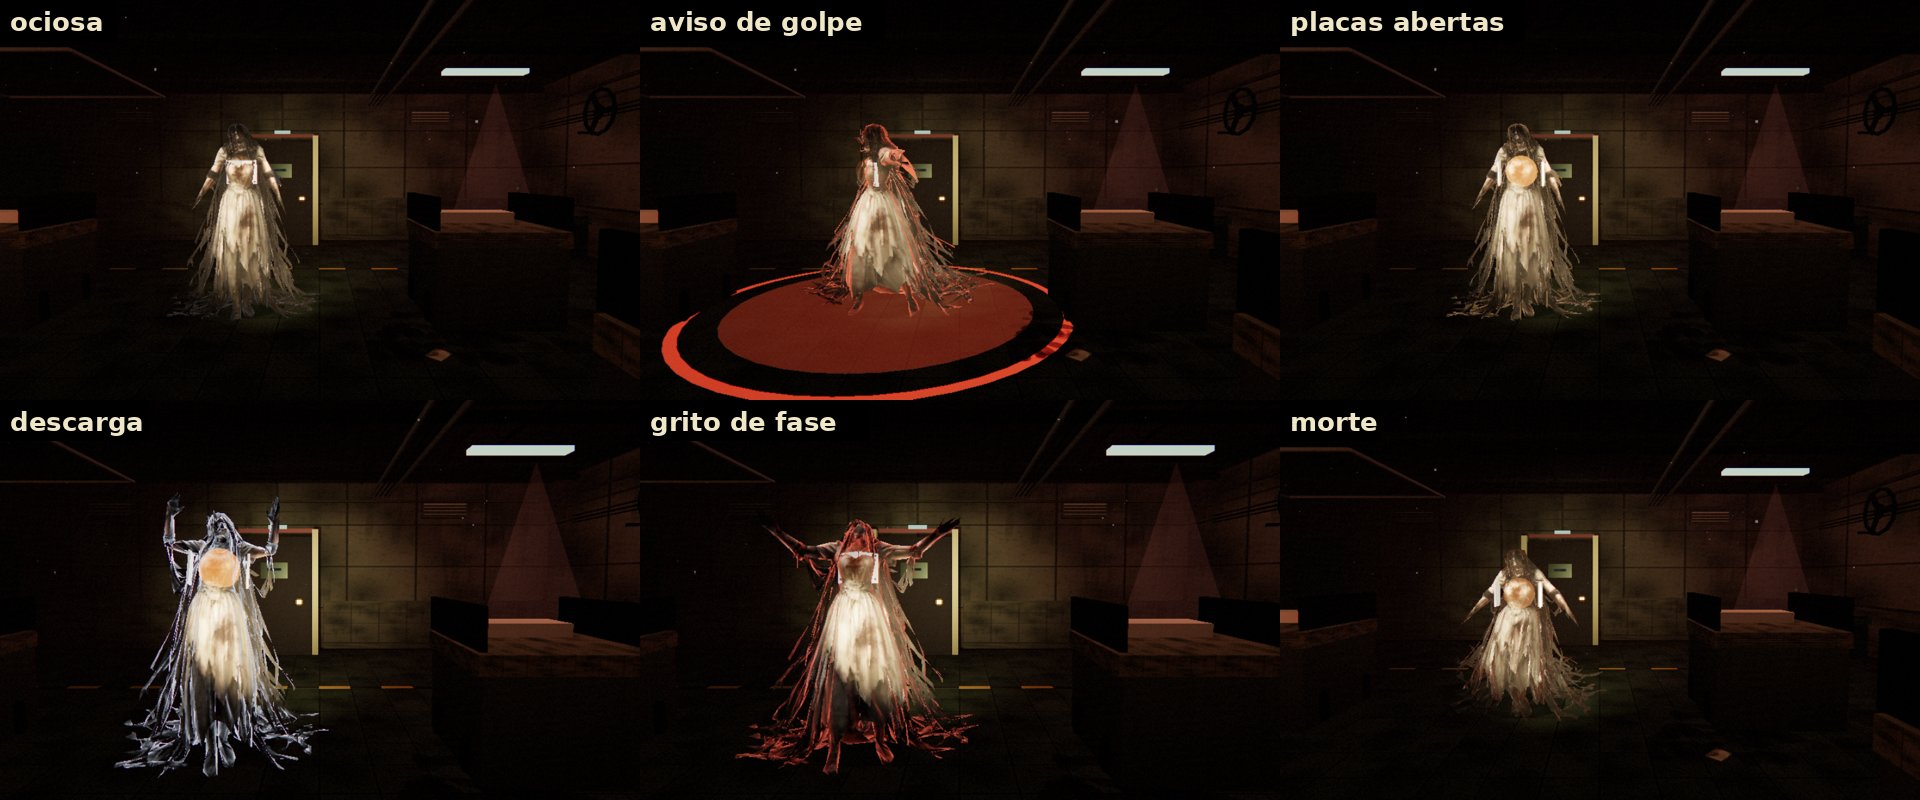 ociosa
aviso de golpe
placas abertas
descarga
grito de fase
morte